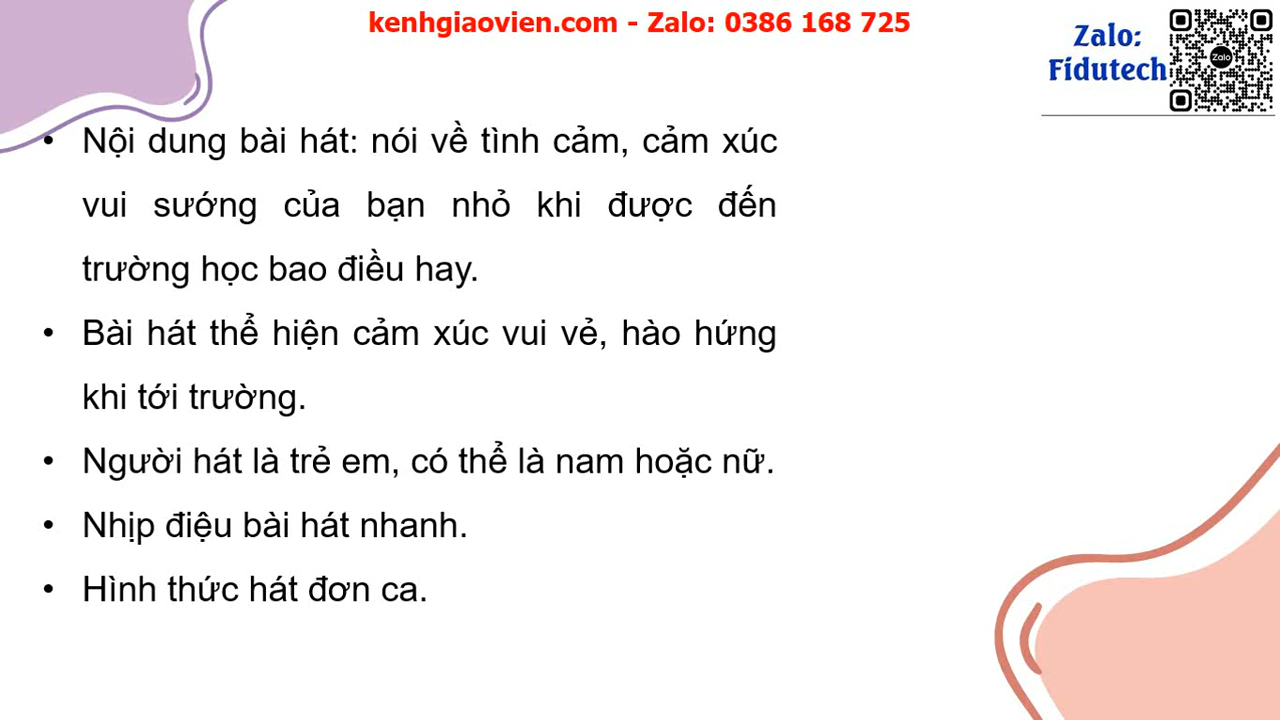 kenhgiaovien.com - Zalo: 0386 168 725
Zalo:
Fidutech
Zalo
• Nội dung bài hát: nói về tình cảm, cảm xúc
vui sướng của bạn nhỏ khi được đến
trường học bao điều hay.
• Bài hát thể hiện cảm xúc vui vẻ, hào hứng
khi tới trường.
• Người hát là trẻ em, có thể là nam hoặc nữ.
• Nhịp điệu bài hát nhanh.
• Hình thức hát đơn ca.